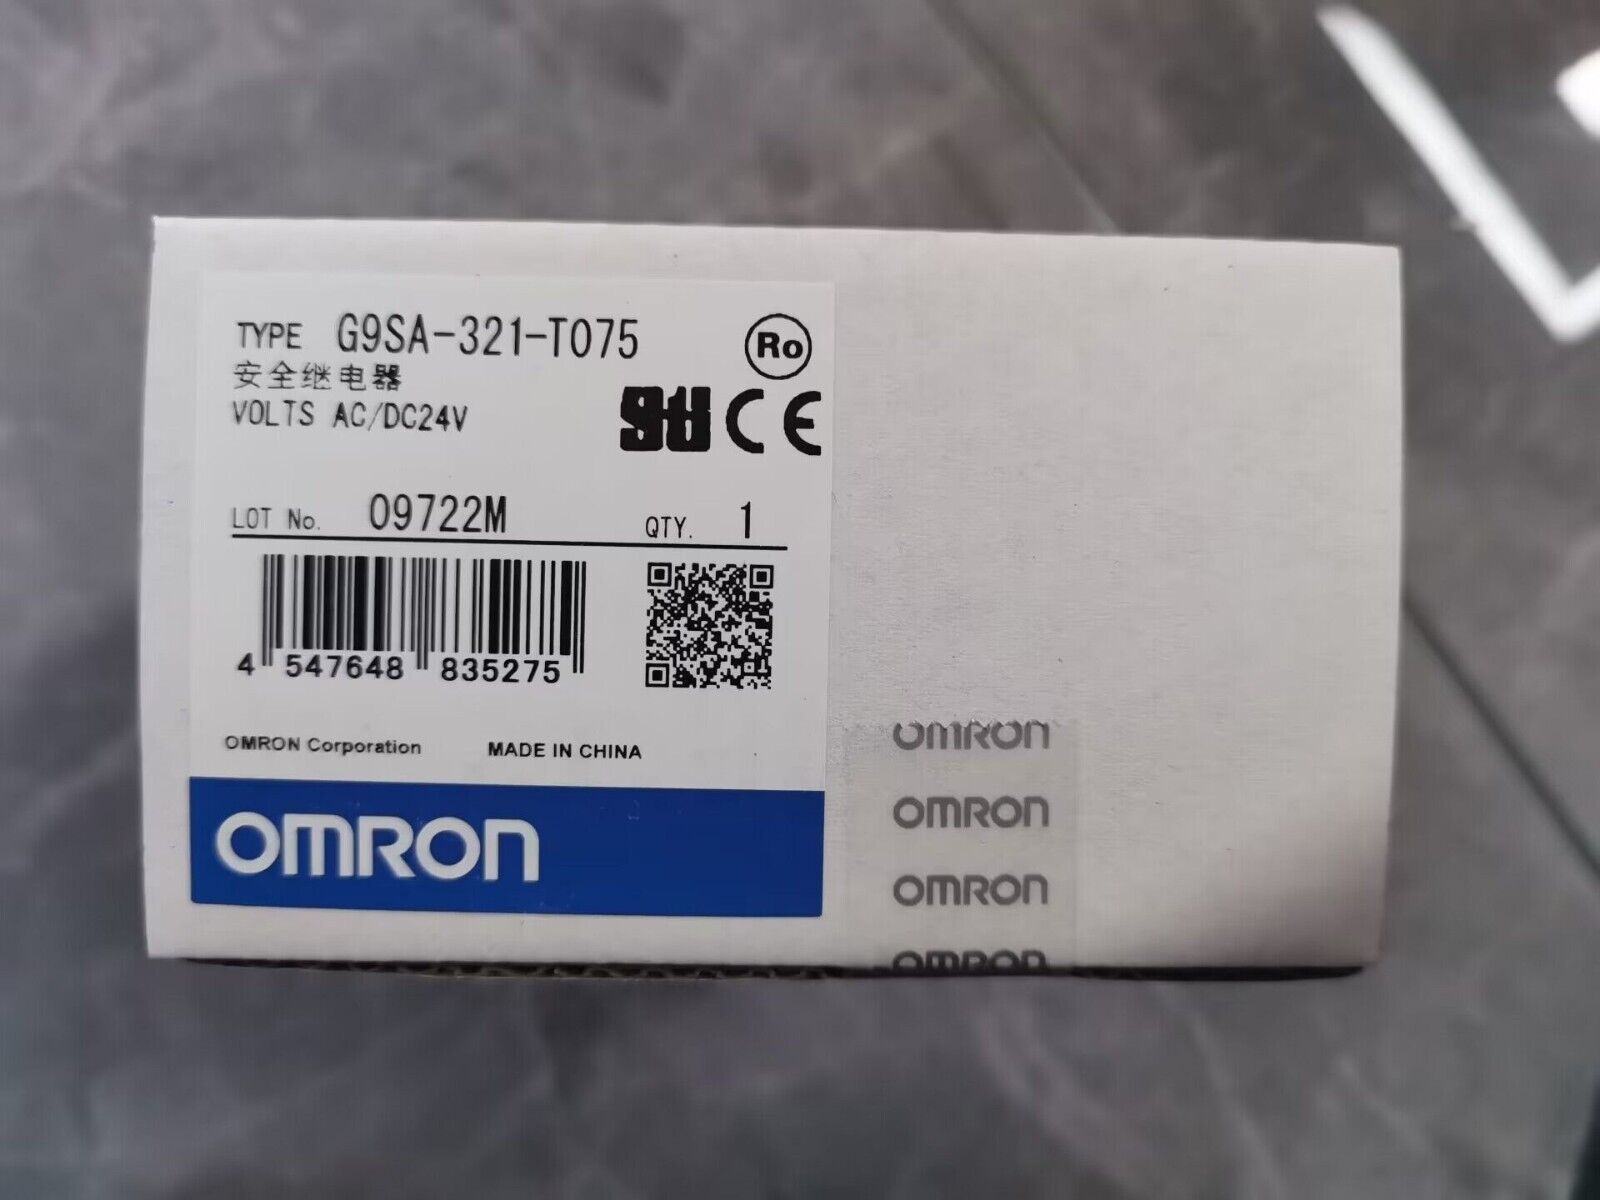 TYPE G9SA-321-T075
Ro
安全继电器
VOLTS AC/DC24V
CE
LOT No. 09722M
QTY. 1
4 547648 835275
OMRON Corporation MADE IN CHINA
OMRON
OMRON
OMRON
OMRON
OMRON